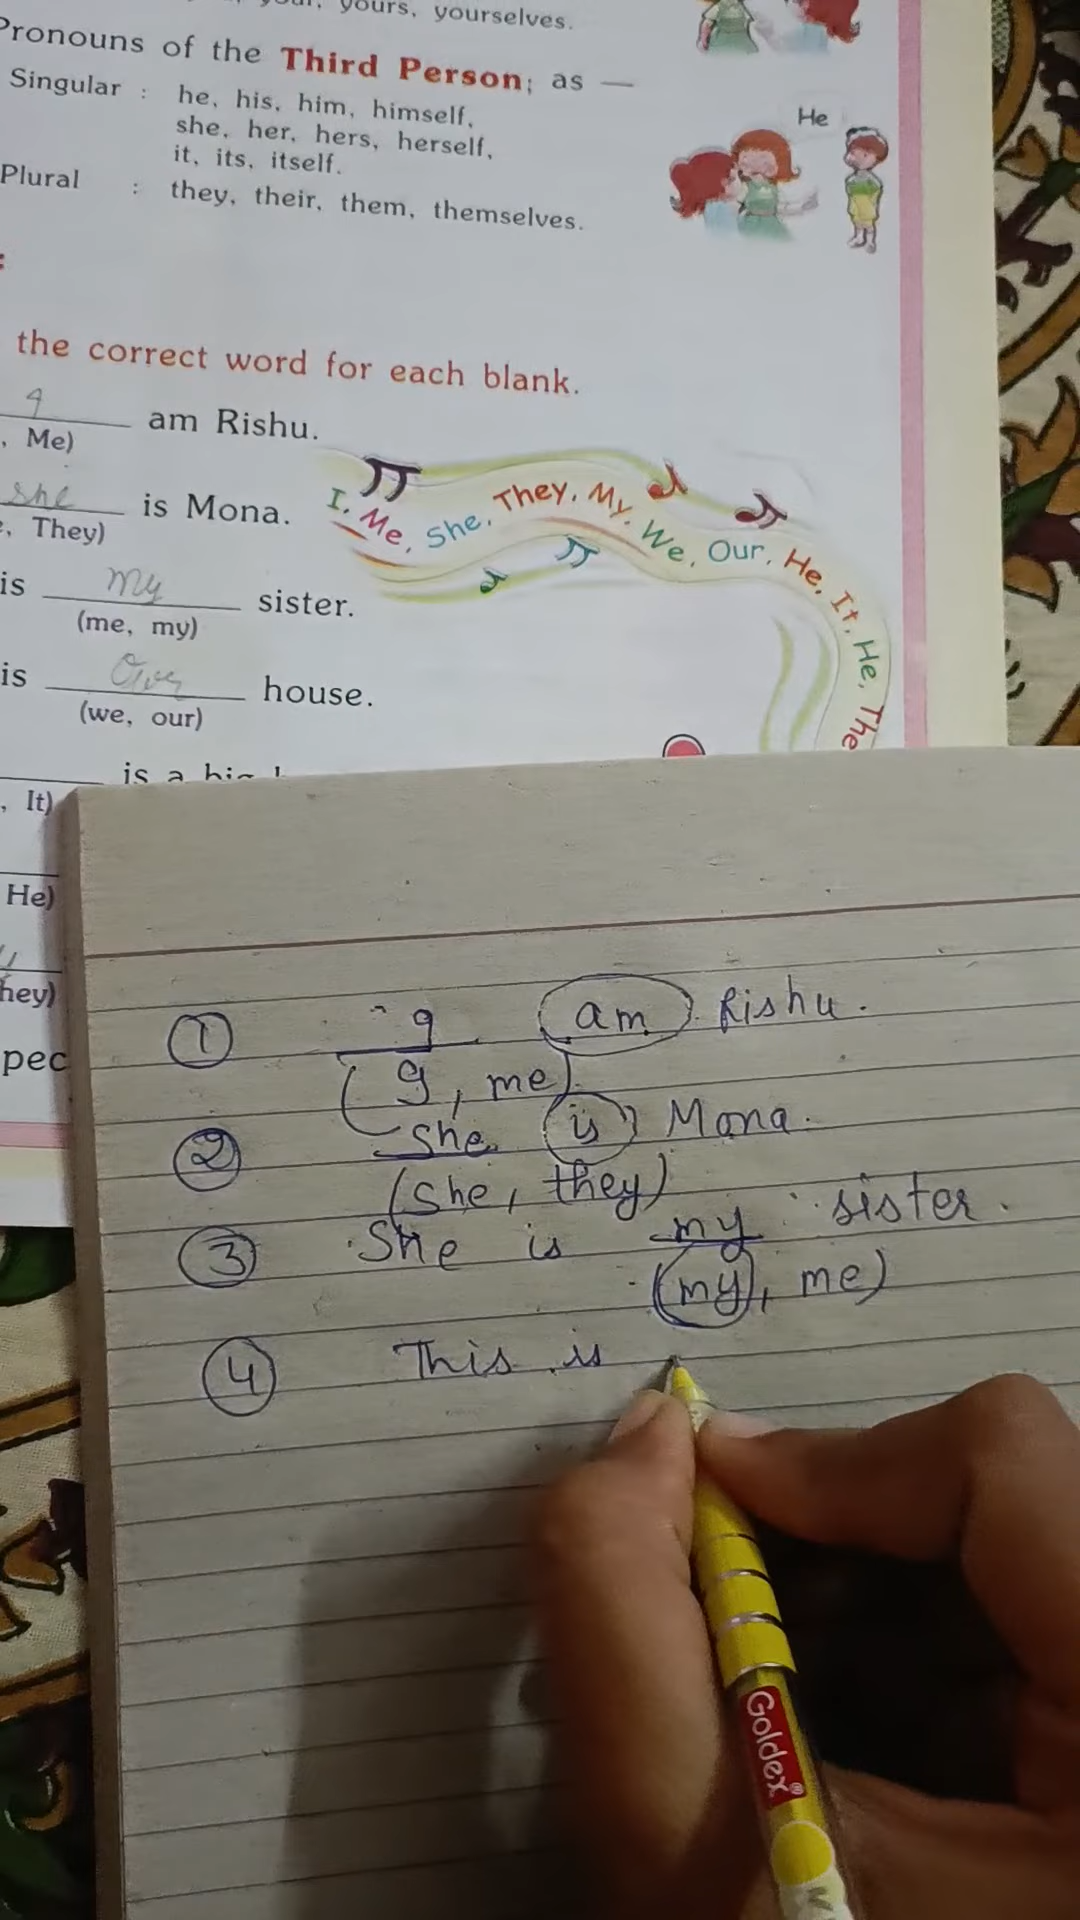 yours, yourselves.
Pronouns of the Third Person; as —
Singular : he, his, him, himself,
she, her, hers, herself,
it, its, itself.
Plural : they, their, them, themselves.
He
the correct word for each blank.
I am Rishu.
, Me)
she is Mona.
, They)
I, Me, She, They, My, We, Our, He, It, He, The
is my sister.
(me, my)
is Our house.
(we, our)
is a
, It)
He)
hey)
pec
1 I am Rishu.
(I, me)
2 She is Mona.
(She, they)
3 She is my sister.
(my, me)
4 This is
Goldex